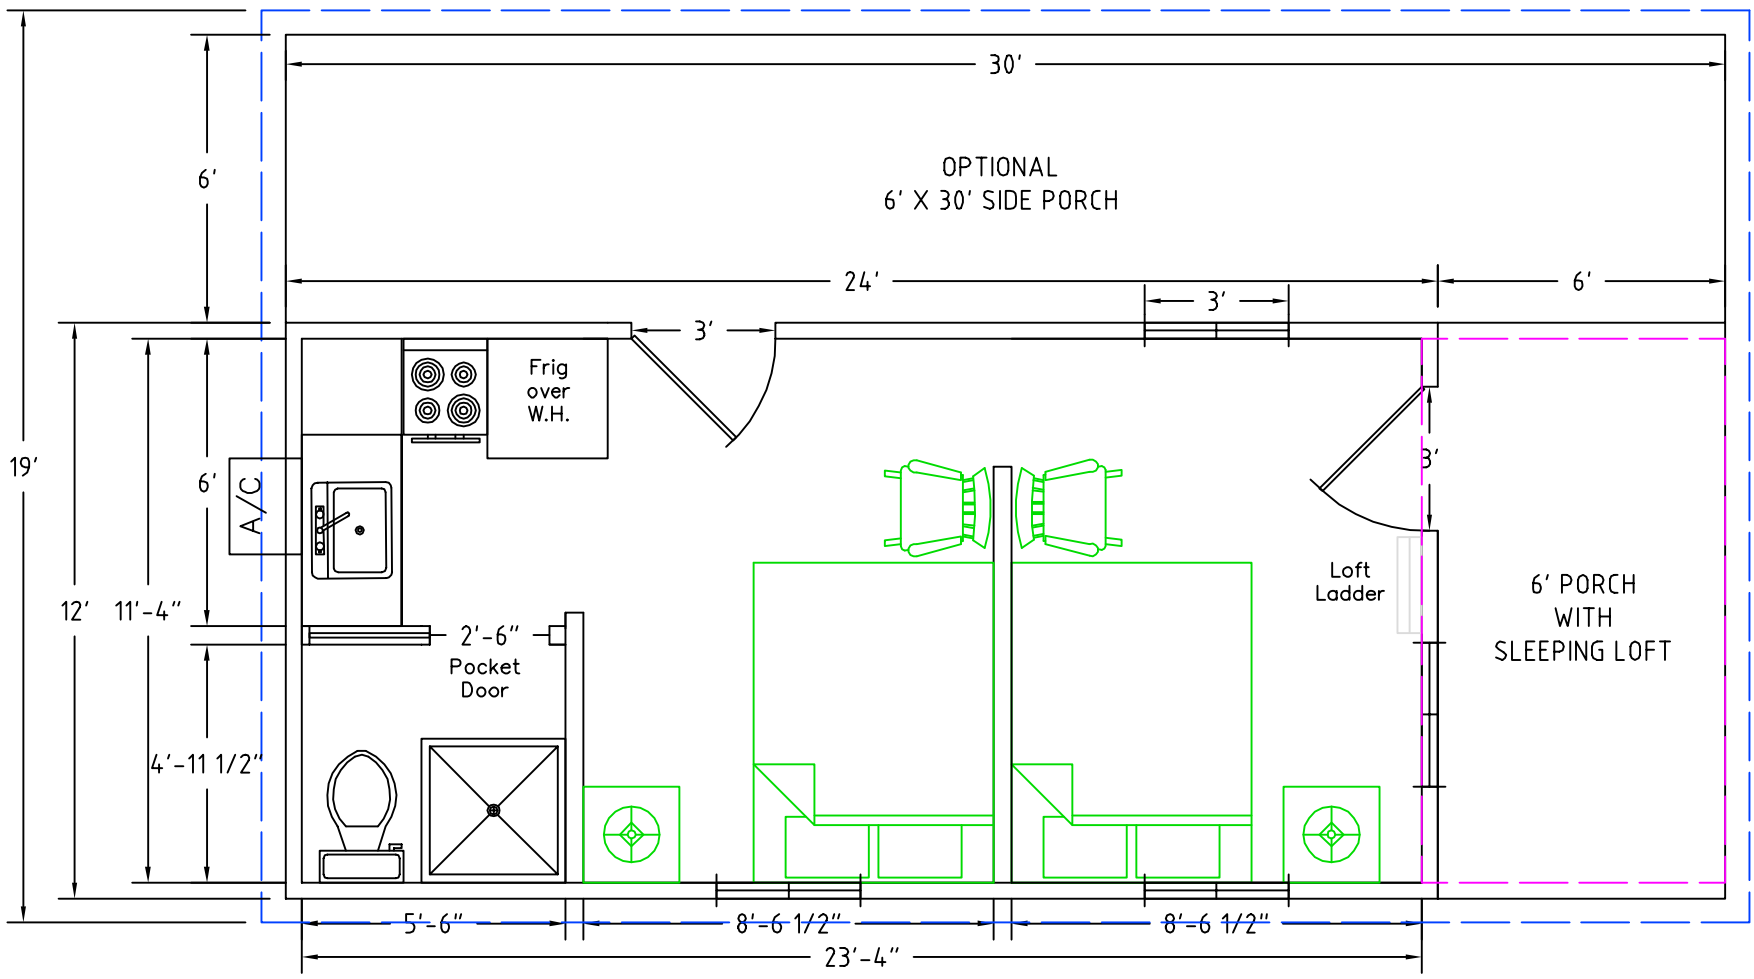 30'
OPTIONAL
6' X 30' SIDE PORCH
6'
24'
6'
3'
3'
Frig
over
W.H.
19'
6'
A/C
3'
12'
11'-4"
2'-6"
Pocket
Door
Loft
Ladder
6' PORCH
WITH
SLEEPING LOFT
4'-11 1/2"
5'-6"
8'-6 1/2"
8'-6 1/2"
23'-4"